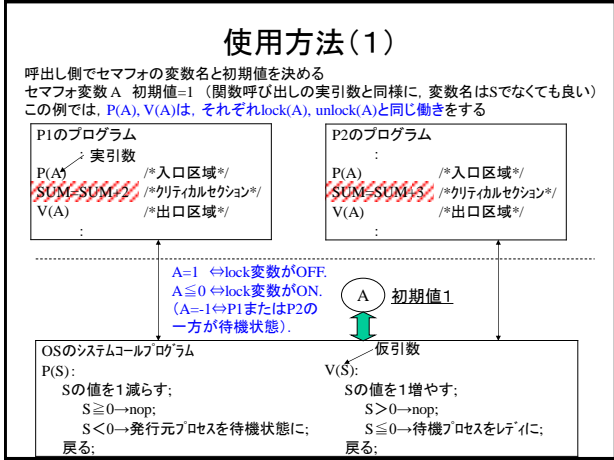 使用方法(1)
呼出し側でセマフォの変数名と初期値を決める
セマフォ変数A 初期値=1 (関数呼び出しの実引数と同様に, 変数名はSでなくても良い)
この例では, P(A), V(A)は, それぞれlock(A), unlock(A)と同じ働きをする
P1のプログラム
: 実引数
P(A) /*入口区域*/
SUM=SUM+2 /*クリティカルセクション*/
V(A) /*出口区域*/
:
P2のプログラム
:
P(A) /*入口区域*/
SUM=SUM+3 /*クリティカルセクション*/
V(A) /*出口区域*/
:
A=1 ⇔lock変数がOFF.
A≦0 ⇔lock変数がON.
(A=-1⇔P1またはP2の
一方が待機状態).
A 初期値1
OSのシステムコールプログラム
P(S):
Sの値を1減らす;
S≧0→nop;
S<0→発行元プロセスを待機状態に;
戻る;
仮引数
V(S):
Sの値を1増やす;
S>0→nop;
S≦0→待機プロセスをレディに;
戻る;